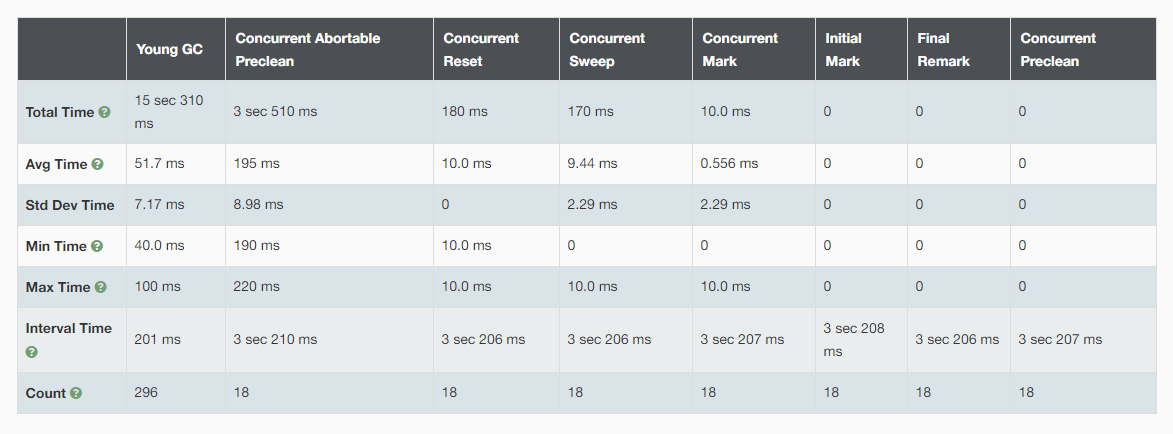 Young GC
Concurrent Abortable
Preclean
Concurrent
Reset
Concurrent
Sweep
Concurrent
Mark
Initial
Mark
Final
Remark
Concurrent
Preclean
Total Time ?
15 sec 310
ms
3 sec 510 ms
180 ms
170 ms
10.0 ms
0
0
0
Avg Time ?
51.7 ms
195 ms
10.0 ms
9.44 ms
0.556 ms
0
0
0
Std Dev Time
7.17 ms
8.98 ms
0
2.29 ms
2.29 ms
0
0
0
Min Time ?
40.0 ms
190 ms
10.0 ms
0
0
0
0
0
Max Time ?
100 ms
220 ms
10.0 ms
10.0 ms
10.0 ms
0
0
0
Interval Time
?
201 ms
3 sec 210 ms
3 sec 206 ms
3 sec 206 ms
3 sec 207 ms
3 sec 208
ms
3 sec 206 ms
3 sec 207 ms
Count ?
296
18
18
18
18
18
18
18